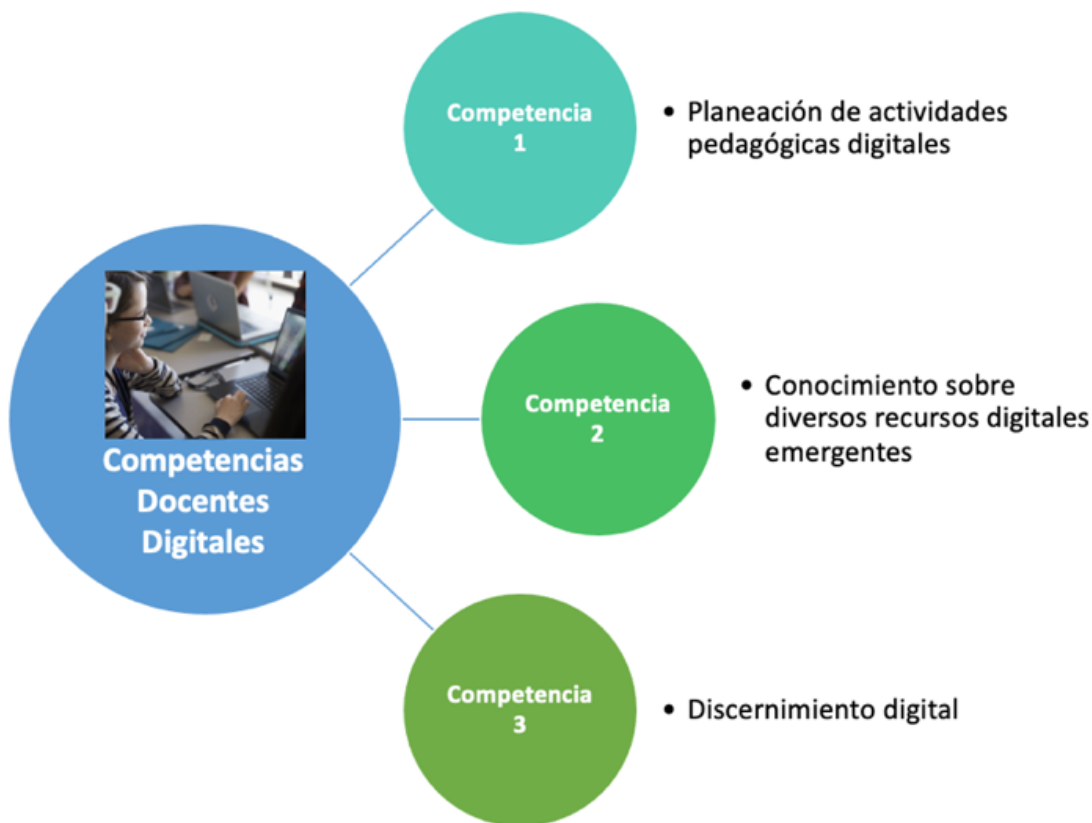 Competencia
1
• Planeación de actividades
pedagógicas digitales
Competencias
Docentes
Digitales
Competencia
2
• Conocimiento sobre
diversos recursos digitales
emergentes
Competencia
3
• Discernimiento digital